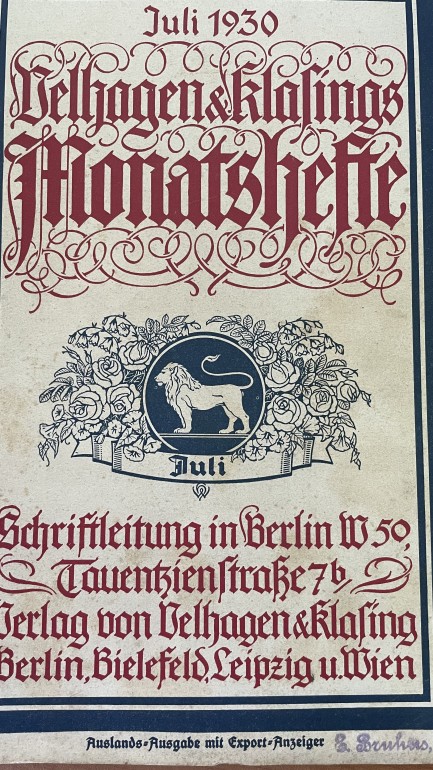 Juli 1930
Velhagen & Klasings
Monatshefte
Juli
Schriftleitung in Berlin W 50,
Tauentzienstraße 7b
Verlag von Velhagen & Klasing
Berlin, Bielefeld, Leipzig u. Wien
Auslands-Ausgabe mit Export-Anzeiger